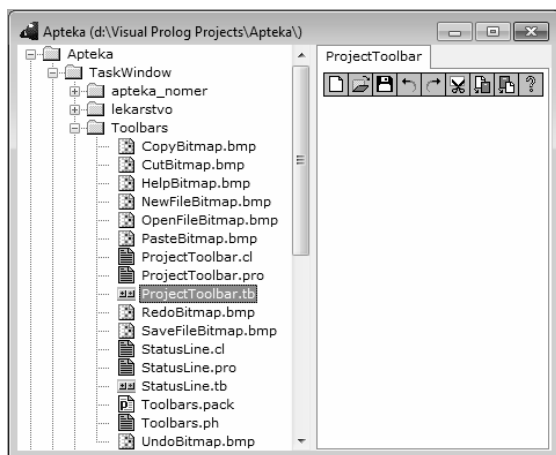 Apteka (d:\Visual Prolog Projects\Apteka\)
Apteka
TaskWindow
apteka_nomer
lekarstvo
Toolbars
CopyBitmap.bmp
CutBitmap.bmp
HelpBitmap.bmp
NewFileBitmap.bmp
OpenFileBitmap.bmp
PasteBitmap.bmp
ProjectToolbar.cl
ProjectToolbar.pro
ProjectToolbar.tb
RedoBitmap.bmp
SaveFileBitmap.bmp
StatusLine.cl
StatusLine.pro
StatusLine.tb
Toolbars.pack
Toolbars.ph
UndoBitmap.bmp
ProjectToolbar